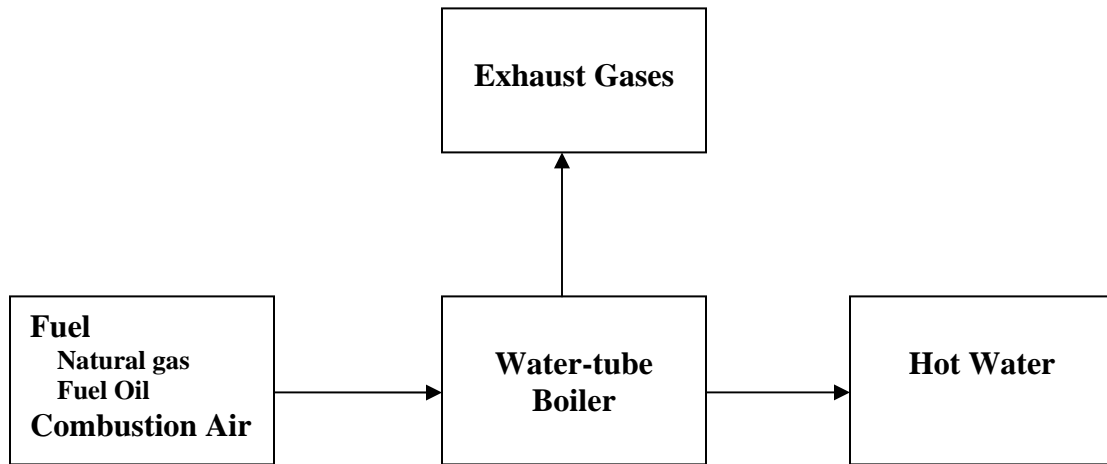 Exhaust Gases
Fuel
Natural gas
Fuel Oil
Combustion Air
Water-tube
Boiler
Hot Water